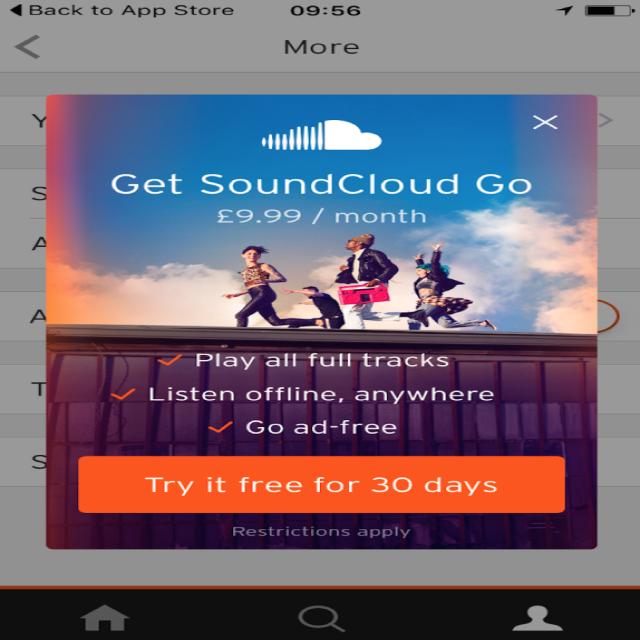 Back to App Store
09:56
More
Get SoundCloud Go
£9.99 / month
Play all full tracks
Listen offline, anywhere
Go ad-free
Try it free for 30 days
Restrictions apply